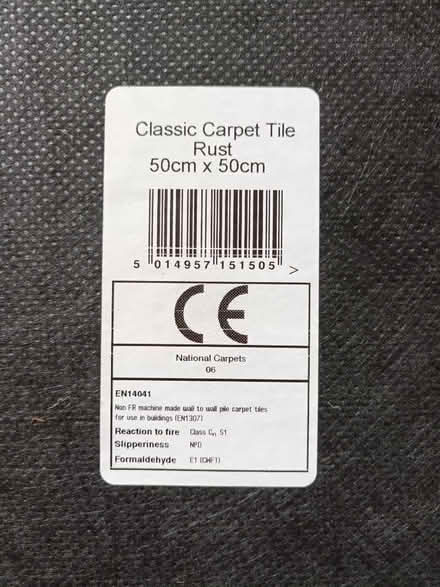 Classic Carpet Tile
Rust
50cm x 50cm
5 014957 151505 >
CE
National Carpets
06
EN14041
Non FR machine made wall to wall pile carpet tiles
for use in buildings (EN1307)
Reaction to fire Class Cfl, S1
Slipperiness NPD
Formaldehyde E1 (CWFT)